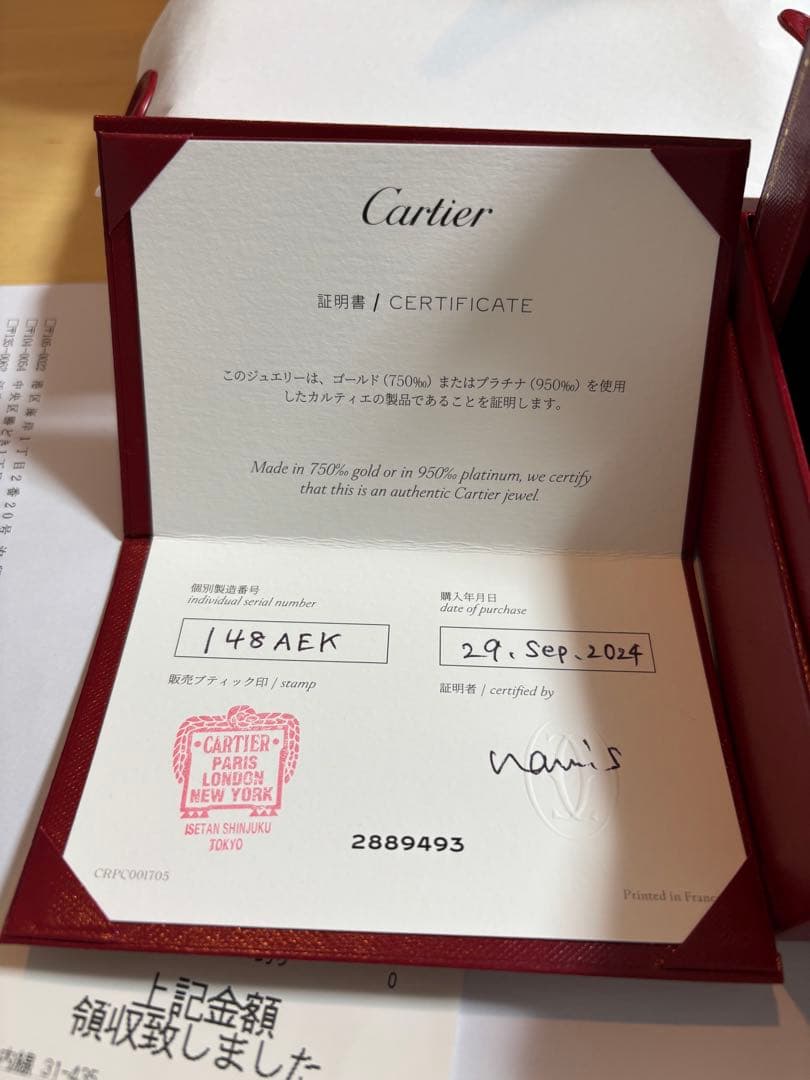 Cartier
証明書 / CERTIFICATE
このジュエリーは、ゴールド（750‰）またはプラチナ（950‰）を使用
したカルティエの製品であることを証明します。
Made in 750‰ gold or in 950‰ platinum, we certify
that this is an authentic Cartier jewel.
個別製造番号
individual serial number
148AEK
購入年月日
date of purchase
29. Sep. 2024
販売ブティック印 / stamp
証明者 / certified by
CARTIER
PARIS
LONDON
NEW YORK
ISETAN SHINJUKU
TOKYO
2889493
CRPC001705
Printed in Franc
0
上記金額
領収致しました
内線 31-435